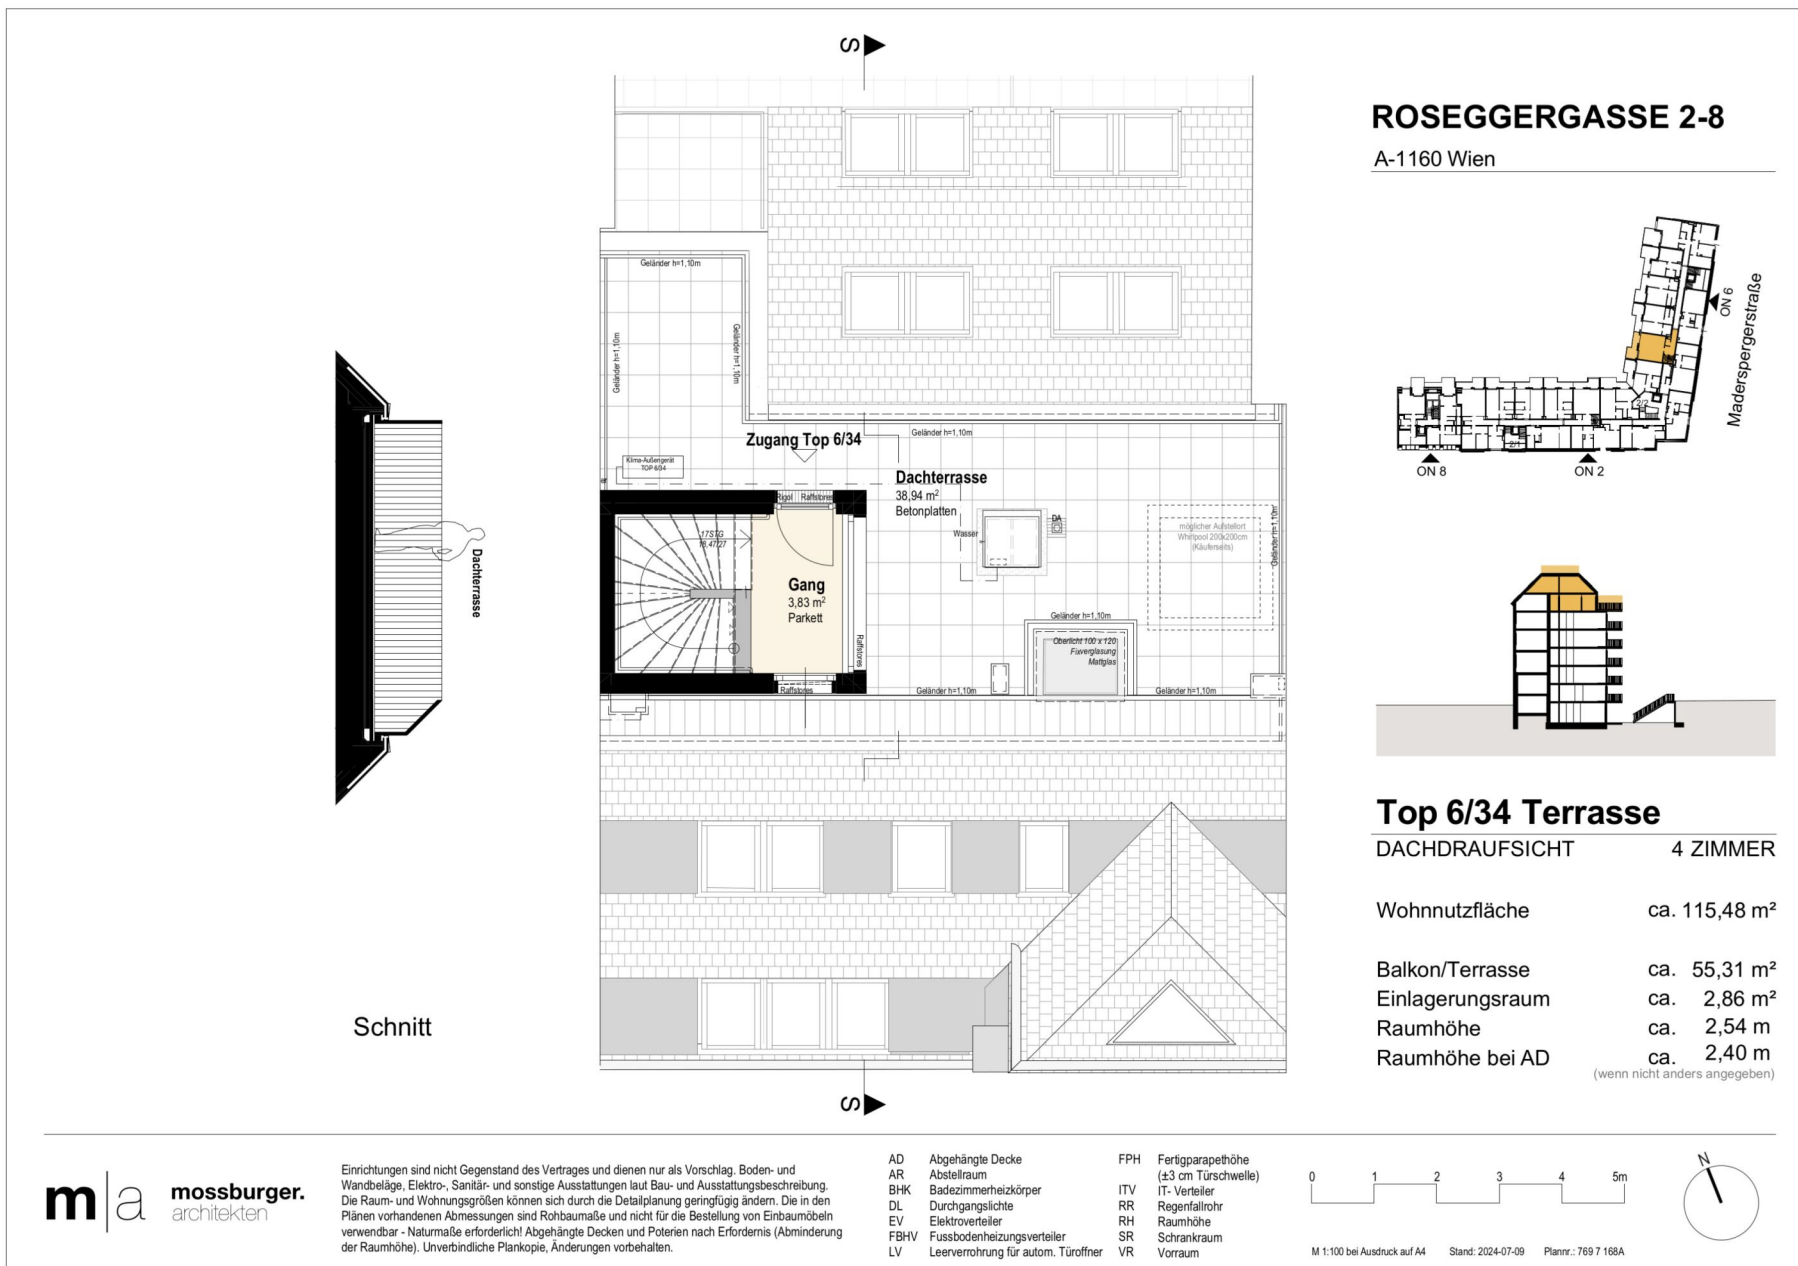 S
ROSEGGERGASSE 2-8
A-1160 Wien
Geländer h=1,10m
Geländer h=1,10m
Geländer h=1,10m
ON 6
Maderspergerstraße
2/2
2/1
ON 8
ON 2
Zugang Top 6/34
Geländer h=1,10m
Klima-Außengerät
TOP 6/34
Dachterrasse
38,94 m²
Betonplatten
Rigol Raffstores
17STG
18,47/27
Wasser
DA
möglicher Aufstellort
Whirlpool 200x200cm
(Käuferseits)
Geländer h=1,10m
Dachterrasse
Gang
3,83 m²
Parkett
Raffstores
Geländer h=1,10m
Oberlicht 100 x 120
Fixverglasung
Mattglas
Raffstores
Geländer h=1,10m
Geländer h=1,10m
Top 6/34 Terrasse
DACHDRAUFSICHT 4 ZIMMER
Wohnnutzfläche ca. 115,48 m²
Balkon/Terrasse ca. 55,31 m²
Einlagerungsraum ca. 2,86 m²
Raumhöhe ca. 2,54 m
Raumhöhe bei AD ca. 2,40 m
(wenn nicht anders angegeben)
Schnitt
S
m|a
mossburger.
architekten
Einrichtungen sind nicht Gegenstand des Vertrages und dienen nur als Vorschlag. Boden- und
Wandbeläge, Elektro-, Sanitär- und sonstige Ausstattungen laut Bau- und Ausstattungsbeschreibung.
Die Raum- und Wohnungsgrößen können sich durch die Detailplanung geringfügig ändern. Die in den
Plänen vorhandenen Abmessungen sind Rohbaumaße und nicht für die Bestellung von Einbaumöbeln
verwendbar - Naturmaße erforderlich! Abgehängte Decken und Poterien nach Erfordernis (Abminderung
der Raumhöhe). Unverbindliche Plankopie, Änderungen vorbehalten.
AD Abgehängte Decke
AR Abstellraum
BHK Badezimmerheizkörper
DL Durchgangslichte
EV Elektroverteiler
FBHV Fussbodenheizungsverteiler
LV Leerverrohrung für autom. Türöffner
FPH Fertigparapethöhe
(±3 cm Türschwelle)
ITV IT- Verteiler
RR Regenfallrohr
RH Raumhöhe
SR Schrankraum
VR Vorraum
0 1 2 3 4 5m
N
M 1:100 bei Ausdruck auf A4 Stand: 2024-07-09 Plannr.: 769 7 168A